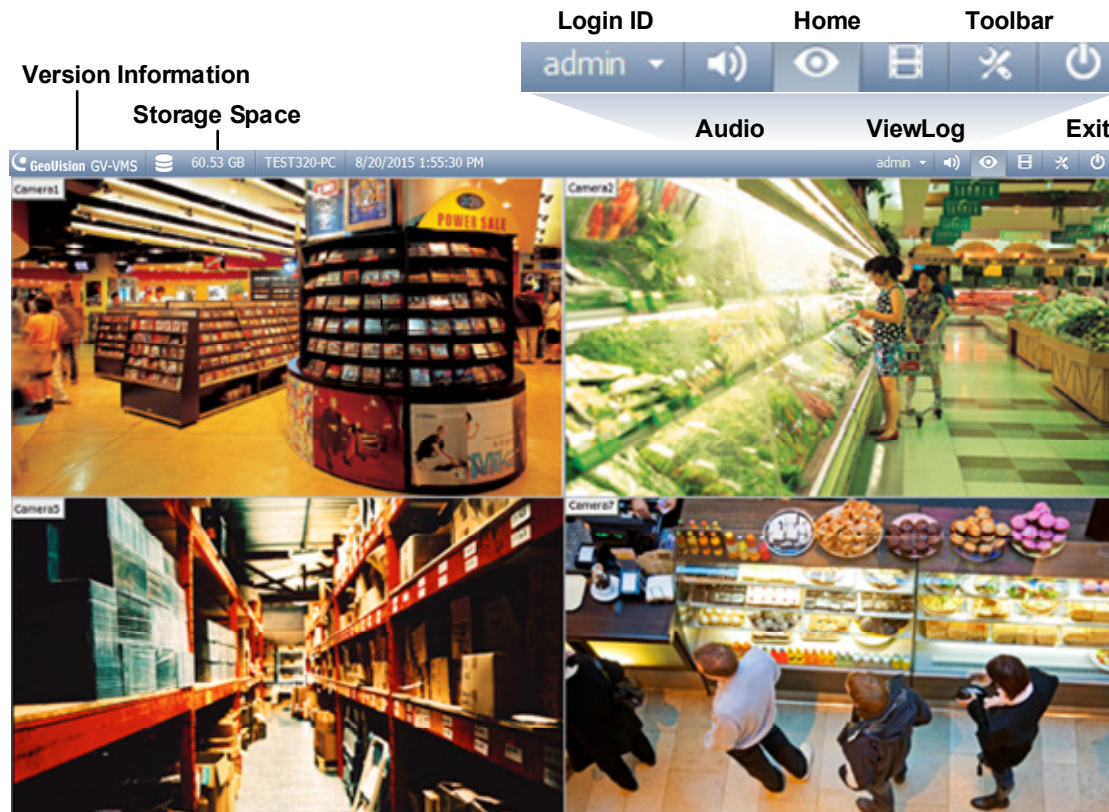 Login ID Home Toolbar
admin
Version Information
Storage Space
Audio ViewLog Exit
GeoVision GV-VMS 60.53 GB TEST320-PC 8/20/2015 1:55:30 PM admin
Camera1
Camera2
POWER SALE
Camera3
Camera7